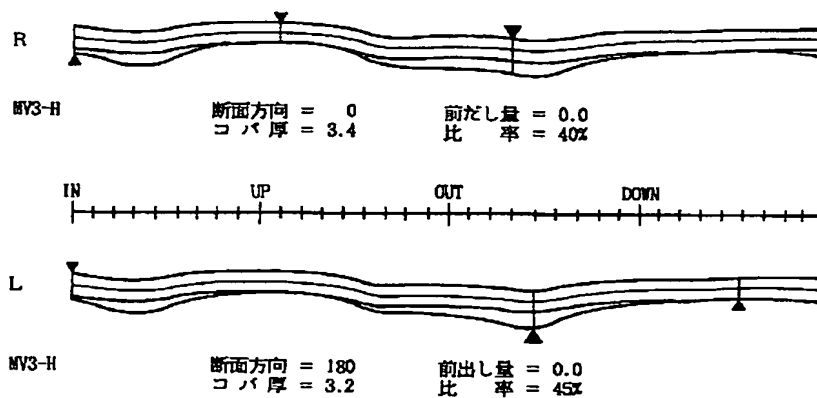 R
MV3-H
断面方向 = 0 前だし量 = 0.0
コバ厚 = 3.4 比 率 = 40%
IN UP OUT DOWN
L
MV3-H
断面方向 = 180 前出し量 = 0.0
コバ厚 = 3.2 比 率 = 45%